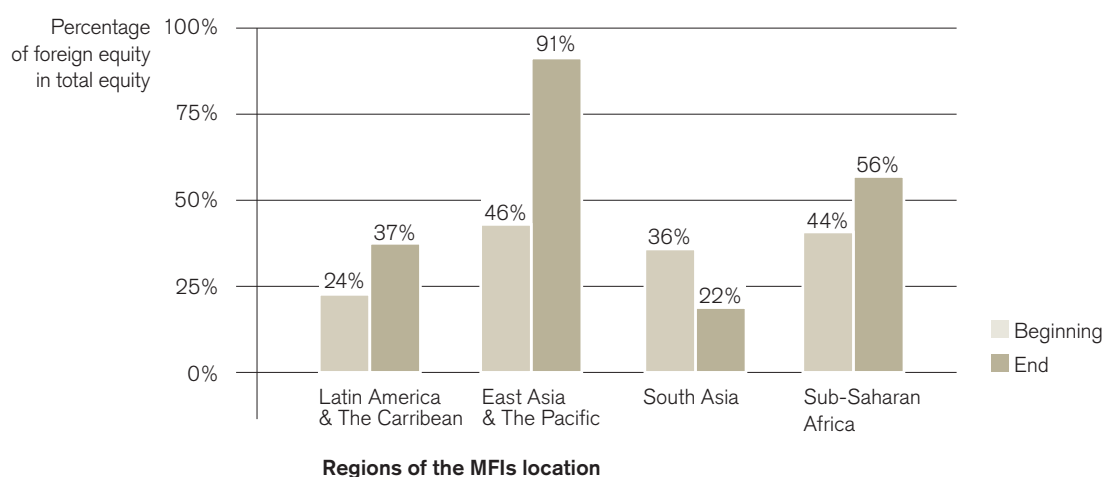 Percentage
of foreign equity
in total equity
100%
75%
50%
25%
0%
24%
37%
46%
91%
36%
22%
44%
56%
Latin America
& The Carribean
East Asia
& The Pacific
South Asia
Sub-Saharan
Africa
Beginning
End
Regions of the MFIs location